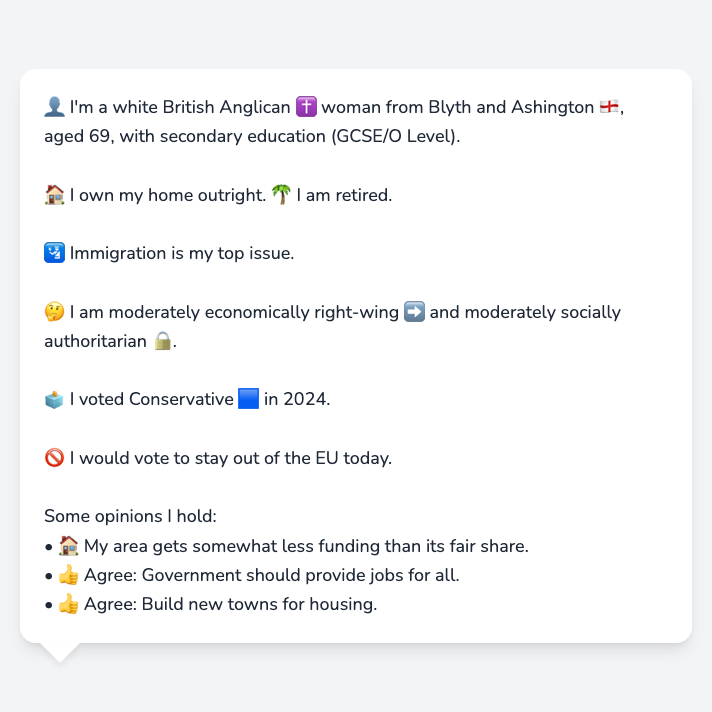 👤 I'm a white British Anglican ✝️ woman from Blyth and Ashington 🏴󠁧󠁢󠁥󠁮󠁧󠁿,
aged 69, with secondary education (GCSE/O Level).
🏠 I own my home outright. 🌴 I am retired.
🛂 Immigration is my top issue.
🤔 I am moderately economically right-wing ➡️ and moderately socially
authoritarian 🔒.
🗳️ I voted Conservative 🟦 in 2024.
🚫 I would vote to stay out of the EU today.
Some opinions I hold:
• 🏠 My area gets somewhat less funding than its fair share.
• 👍 Agree: Government should provide jobs for all.
• 👍 Agree: Build new towns for housing.